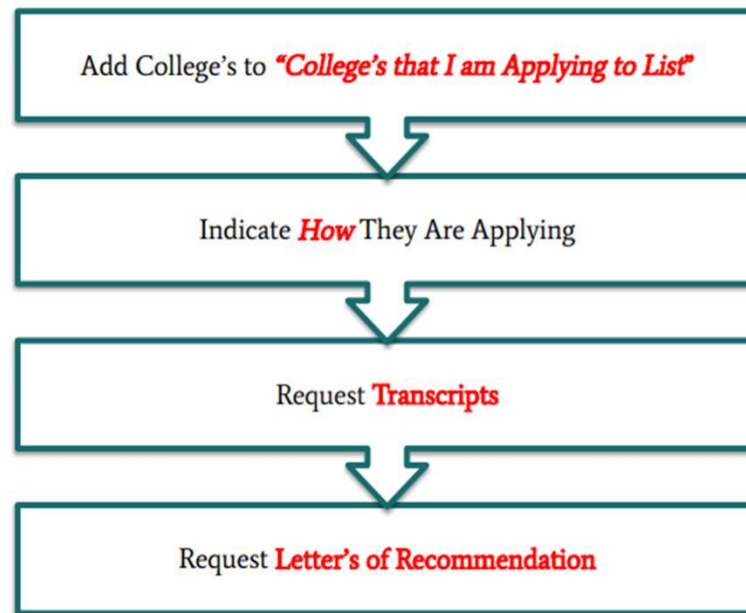 Add College’s to “College’s that I am Applying to List”
Indicate How They Are Applying
Request Transcripts
Request Letter’s of Recommendation